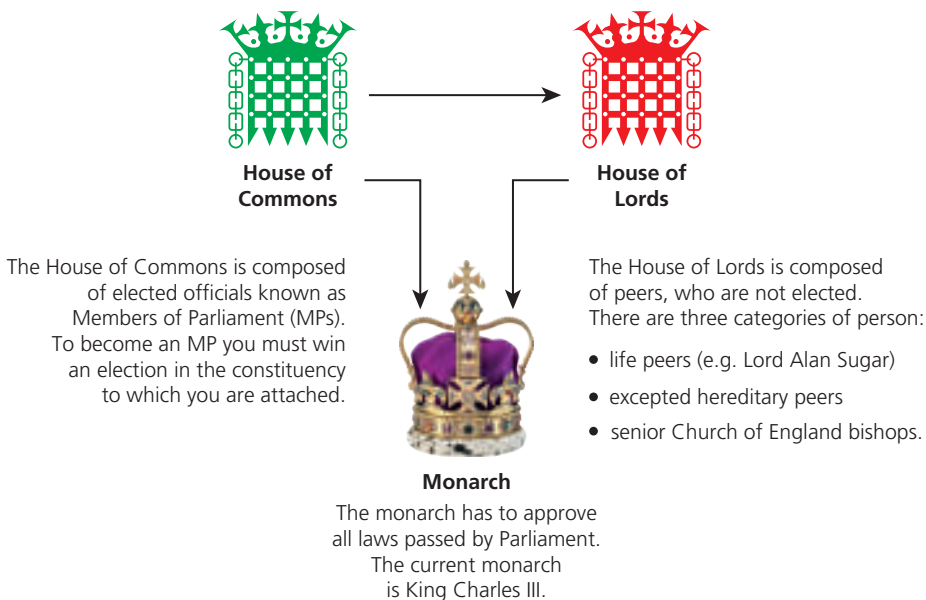 House of
Commons
House of
Lords
The House of Commons is composed
of elected officials known as
Members of Parliament (MPs).
To become an MP you must win
an election in the constituency
to which you are attached.
The House of Lords is composed
of peers, who are not elected.
There are three categories of person:
• life peers (e.g. Lord Alan Sugar)
• excepted hereditary peers
• senior Church of England bishops.
Monarch
The monarch has to approve
all laws passed by Parliament.
The current monarch
is King Charles III.